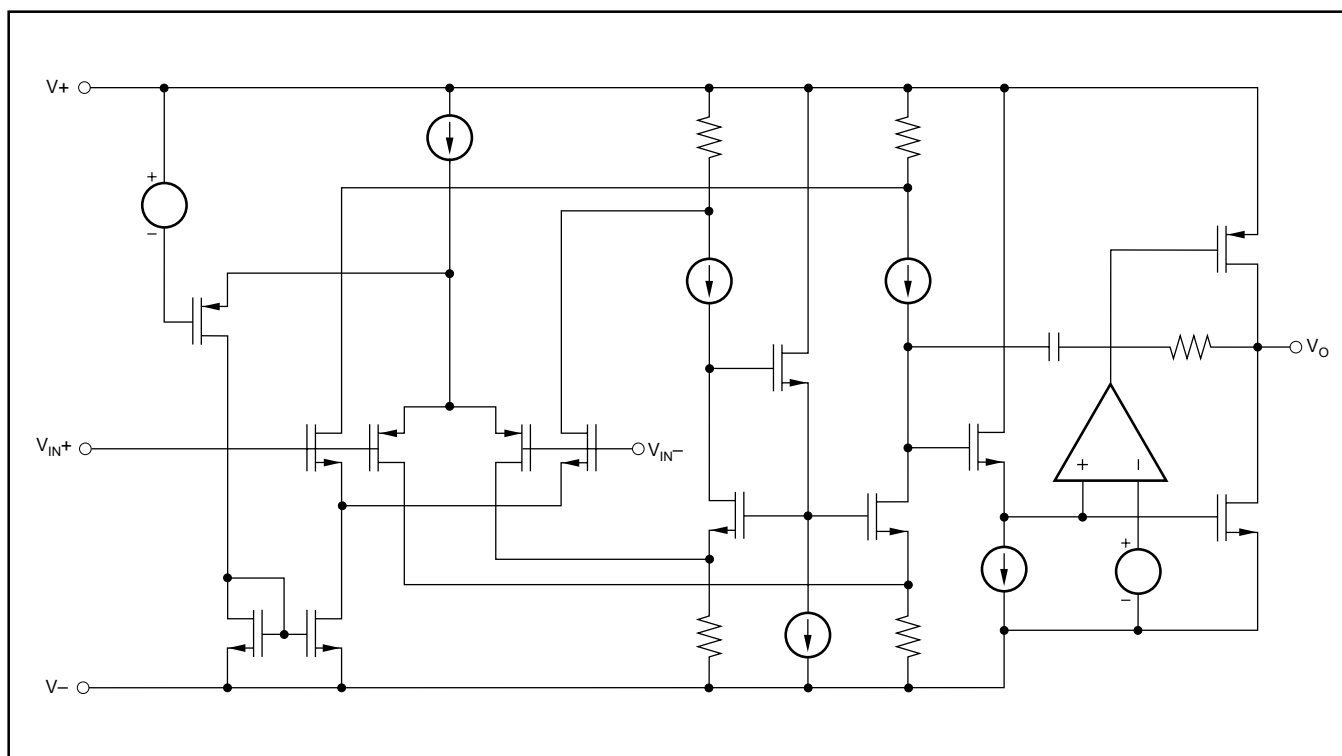 V+
+
–
VIN+
VIN–
VO
+ –
+
–
V–